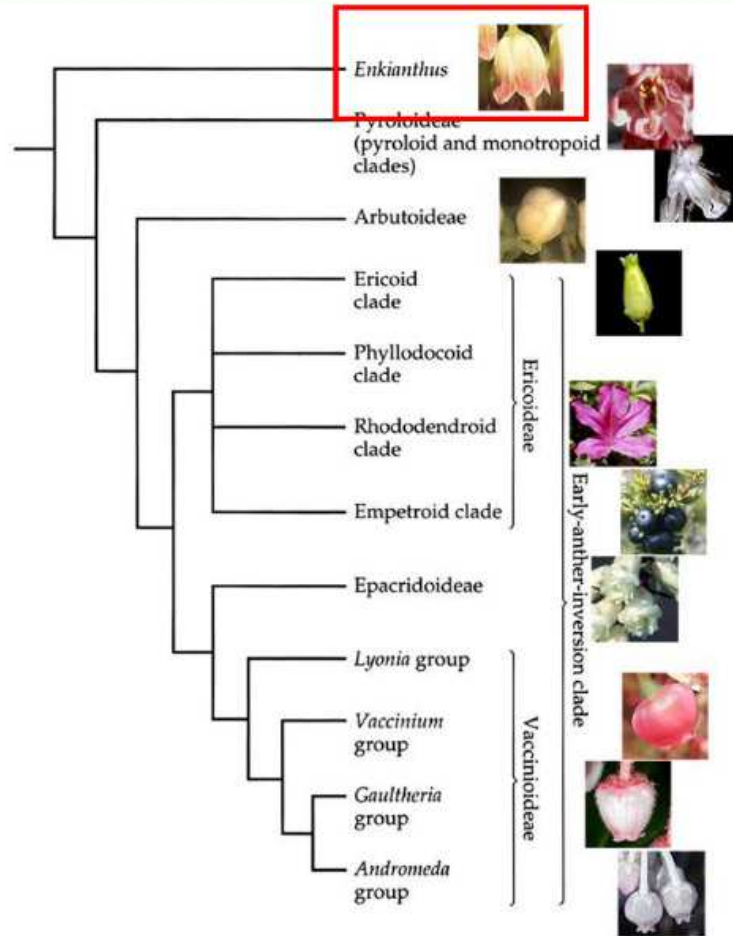 Enkianthus
Pyroloideae
(pyroloid and monotropoid
clades)
Arbutoideae
Ericoid
clade
Phyllodocoid
clade
Rhododendroid
clade
Empetroid clade
Ericoideae
Epacridoideae
Lyonia group
Vaccinium
group
Gaultheria
group
Andromeda
group
Vaccinioideae
Early-anther-inversion clade